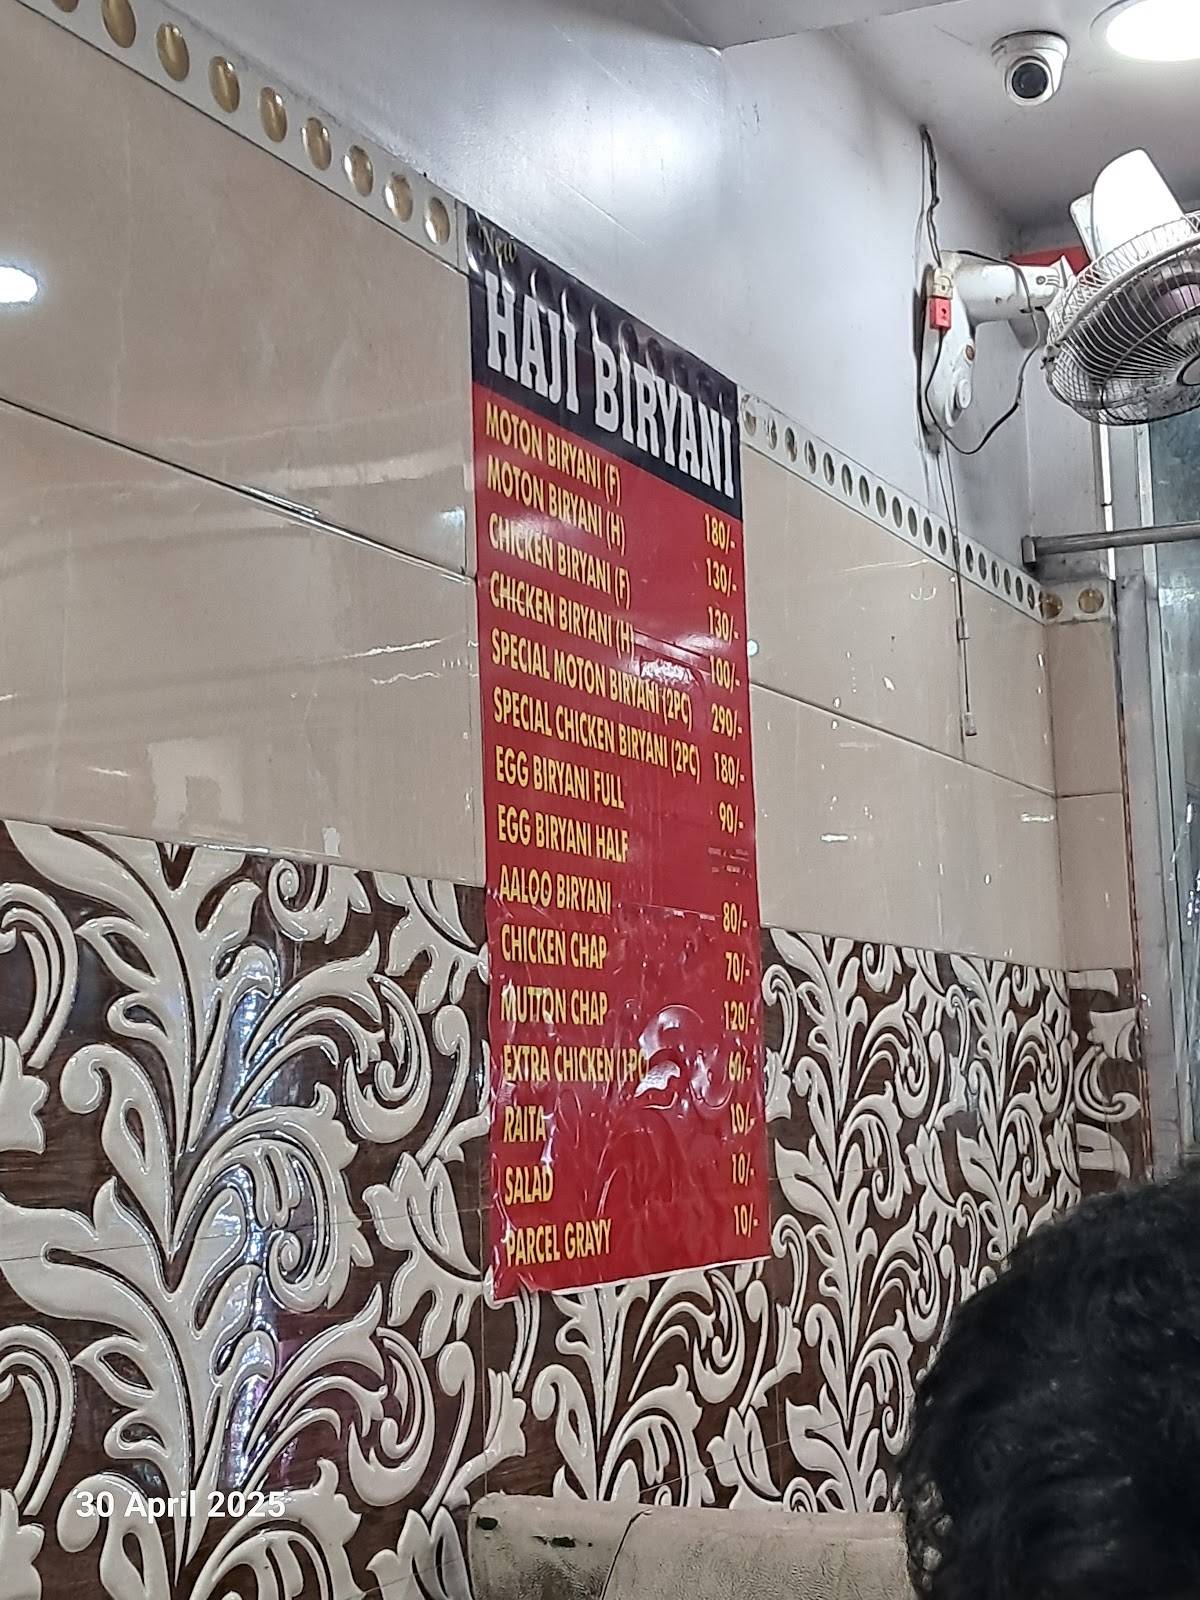 New
HAJI BIRYANI
MOTON BIRYANI (F) 180/-
MOTON BIRYANI (H) 130/-
CHICKEN BIRYANI (F) 130/-
CHICKEN BIRYANI (H) 100/-
SPECIAL MOTON BIRYANI (2PC) 290/-
SPECIAL CHICKEN BIRYANI (2PC) 180/-
EGG BIRYANI FULL 90/-
EGG BIRYANI HALF
AALOO BIRYANI 80/-
CHICKEN CHAP 70/-
MUTTON CHAP 120/-
EXTRA CHICKEN (1PC) 60/-
RAITA 10/-
SALAD 10/-
PARCEL GRAVY 10/-
30 April 2025